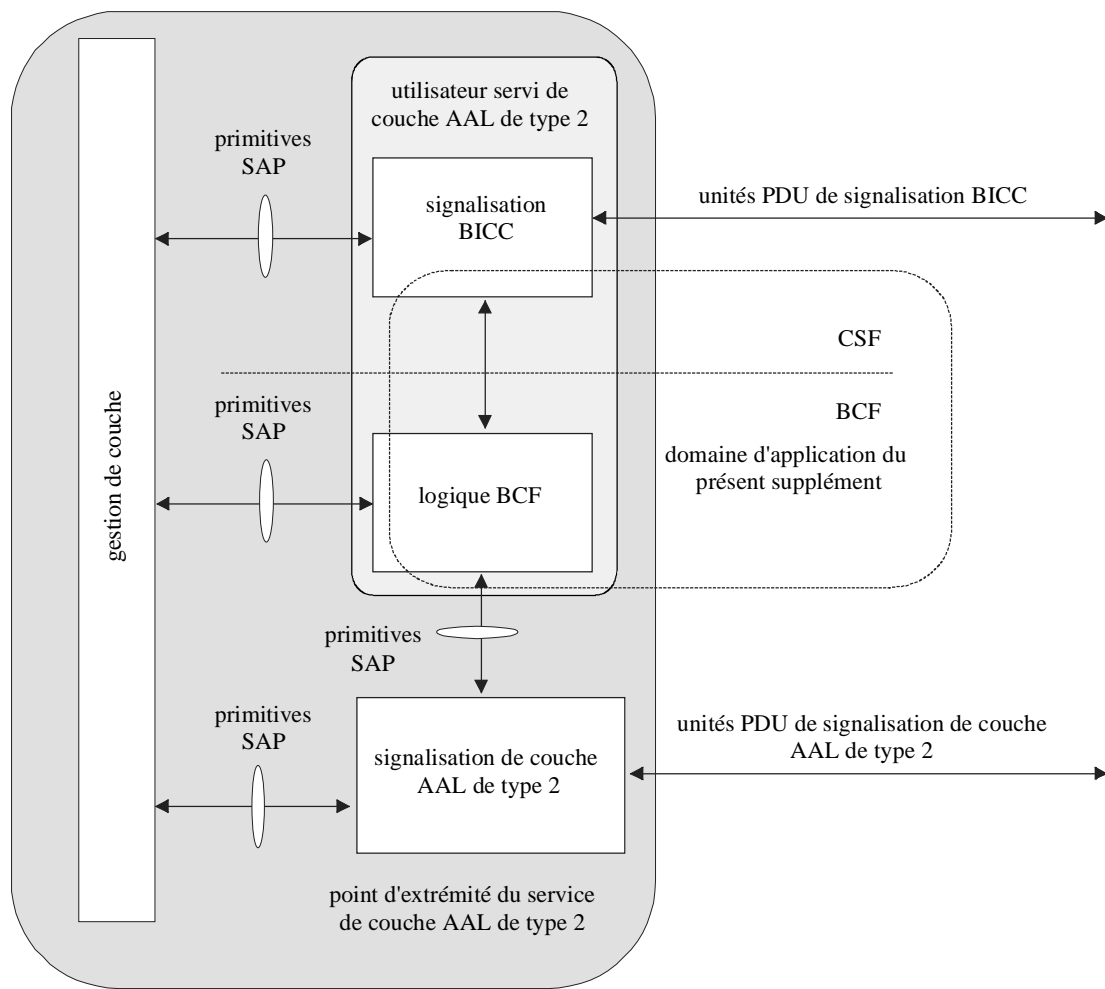 utilisateur servi de
couche AAL de type 2
primitives
SAP
signalisation
BICC
unités PDU de signalisation BICC
CSF
BCF
primitives
SAP
domaine d'application du
présent supplément
logique BCF
gestion de couche
primitives
SAP
primitives
SAP
unités PDU de signalisation de couche
AAL de type 2
signalisation de couche
AAL de type 2
point d'extrémité du service
de couche AAL de type 2